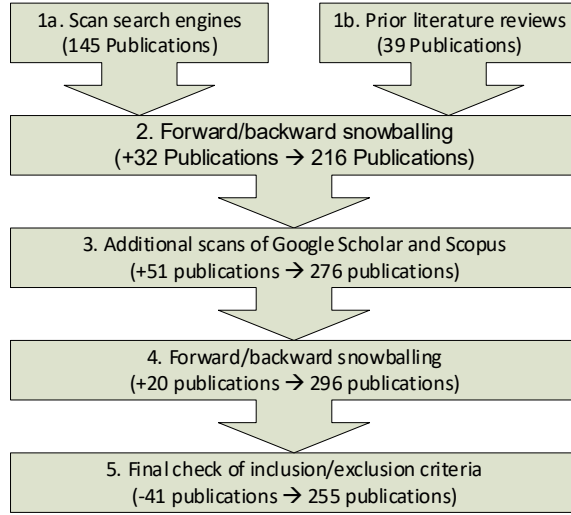 1a. Scan search engines
(145 Publications)
1b. Prior literature reviews
(39 Publications)
2. Forward/backward snowballing
(+32 Publications → 216 Publications)
3. Additional scans of Google Scholar and Scopus
(+51 publications → 276 publications)
4. Forward/backward snowballing
(+20 publications → 296 publications)
5. Final check of inclusion/exclusion criteria
(-41 publications → 255 publications)